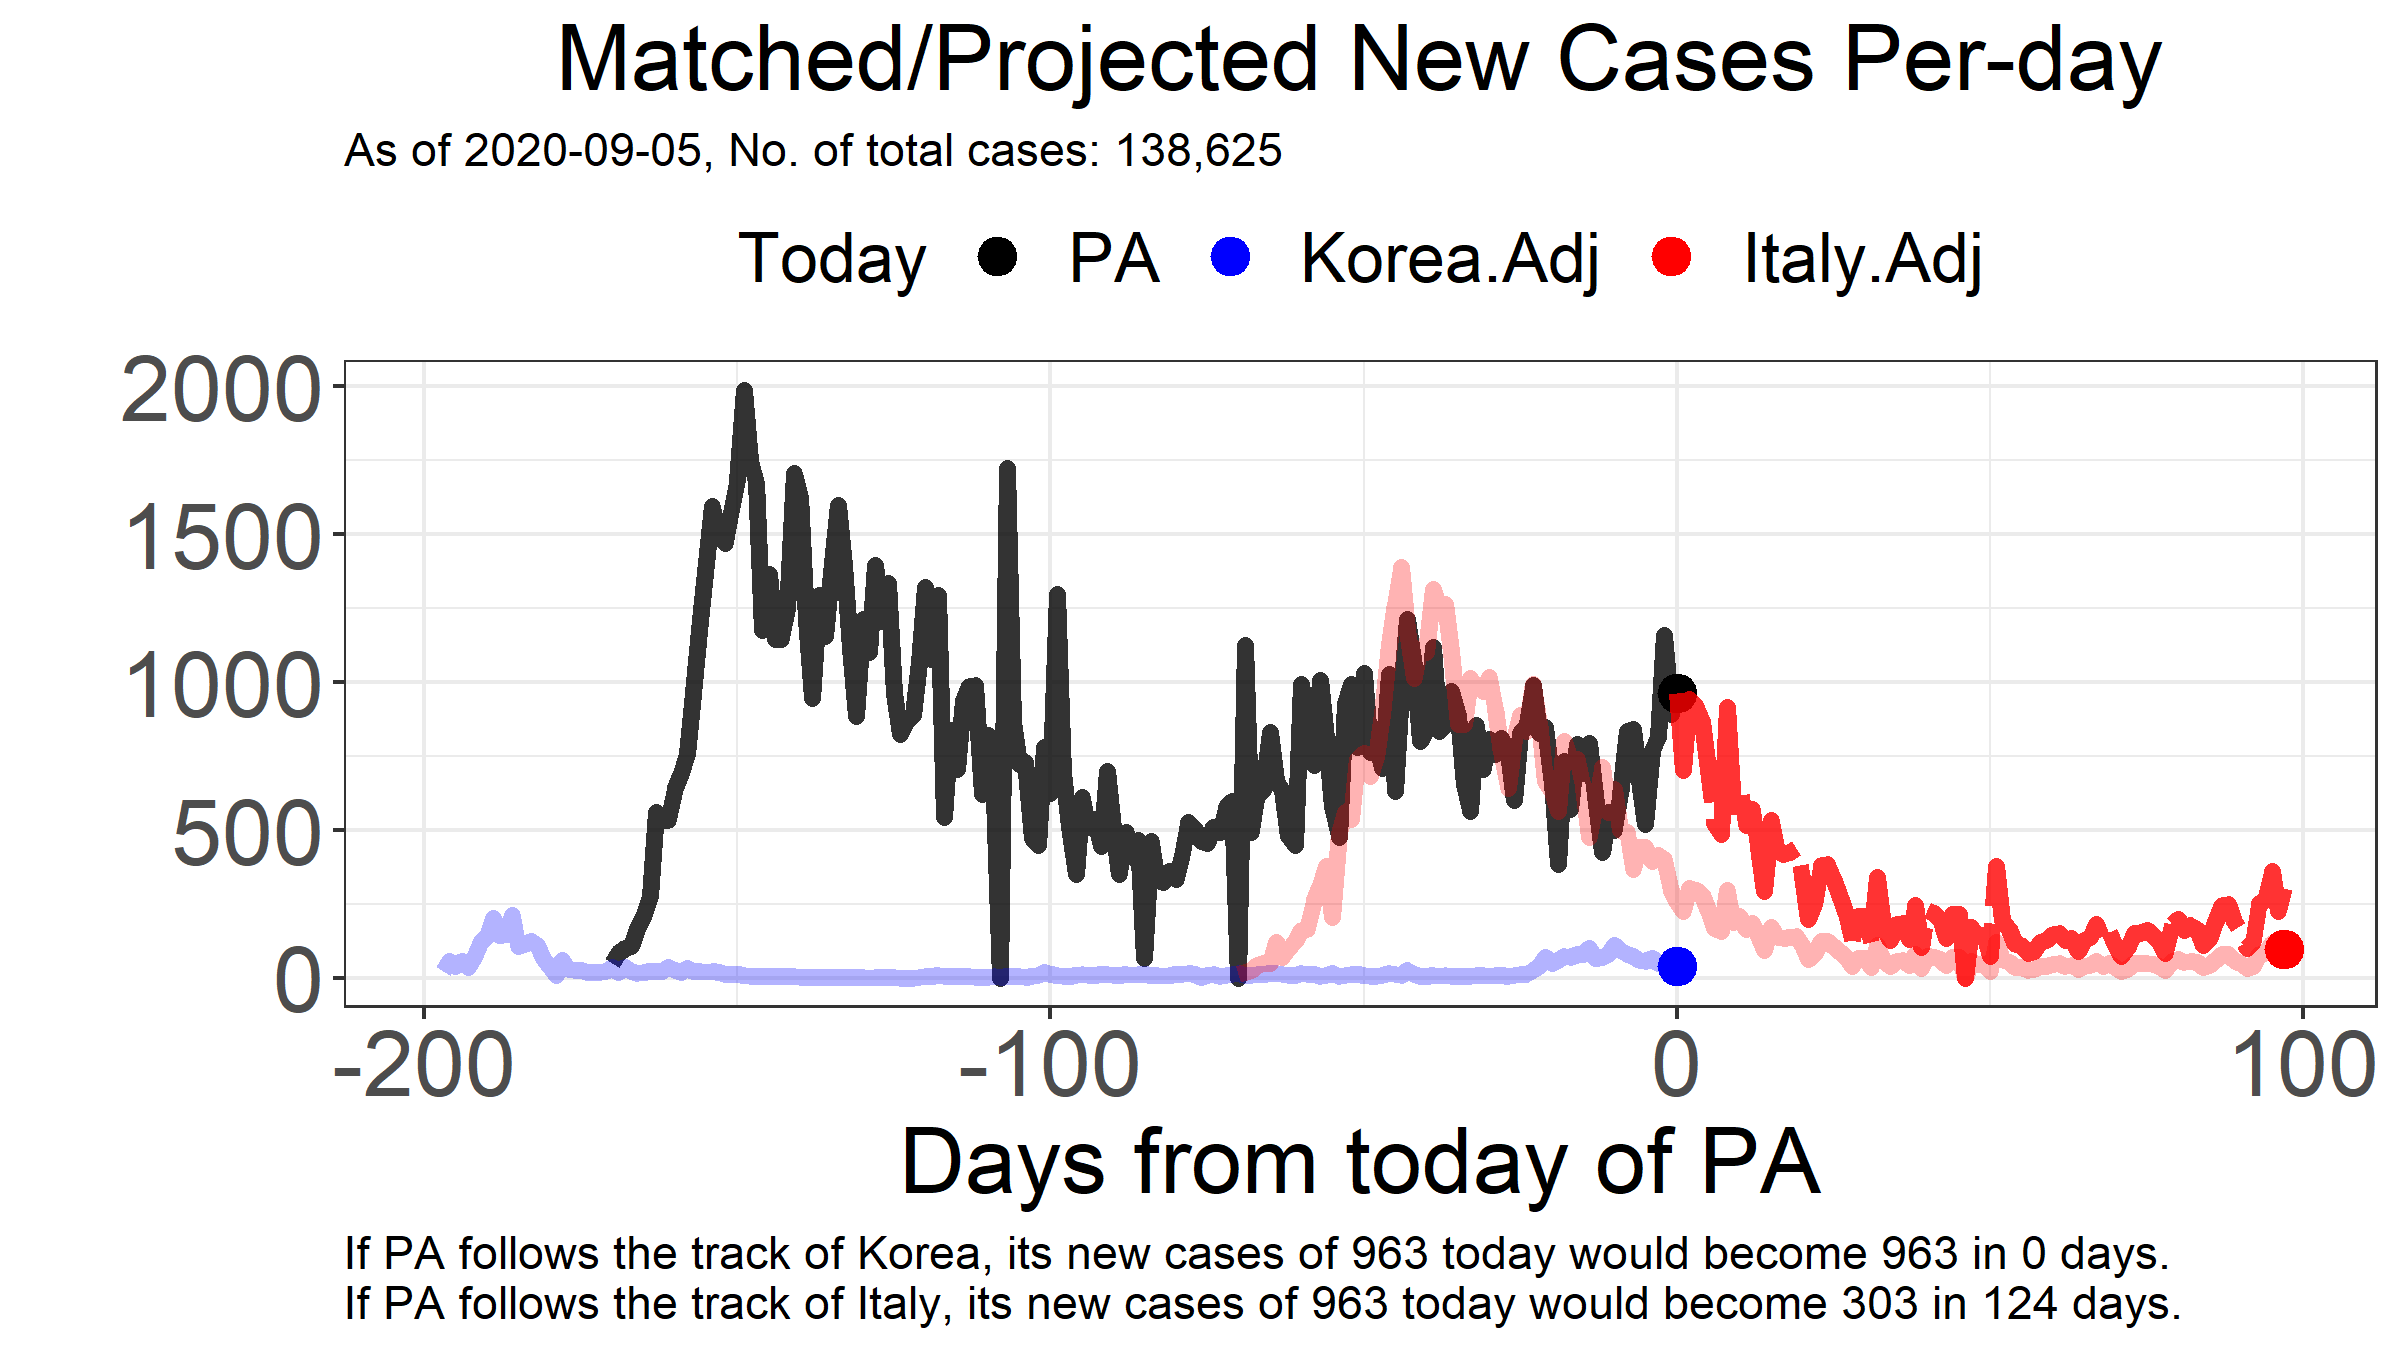 Matched/Projected New Cases Per-day
As of 2020-09-05, No. of total cases: 138,625
Today PA Korea.Adj Italy.Adj
2000
1500
1000
500
0
-200 -100 0 100
Days from today of PA
If PA follows the track of Korea, its new cases of 963 today would become 963 in 0 days.
If PA follows the track of Italy, its new cases of 963 today would become 303 in 124 days.